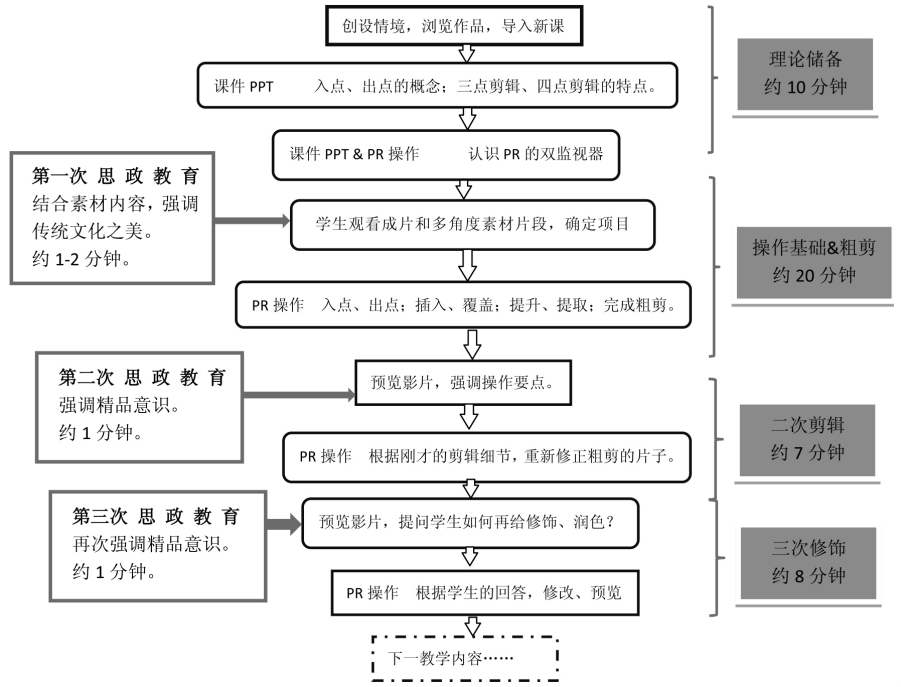 创设情境，浏览作品，导入新课
理论储备
约 10 分钟
课件 PPT 入点、出点的概念；三点剪辑、四点剪辑的特点。
课件 PPT & PR 操作 认识 PR 的双监视器
第一次 思 政 教 育
结合素材内容，强调
传统文化之美。
约 1-2 分钟。
学生观看成片和多角度素材片段，确定项目
操作基础&粗剪
约 20 分钟
PR 操作 入点、出点；插入、覆盖；提升、提取；完成粗剪。
第二次 思 政 教 育
强调精品意识。
约 1 分钟。
预览影片，强调操作要点。
二次剪辑
约 7 分钟
PR 操作 根据刚才的剪辑细节，重新修正粗剪的片子。
第三次 思 政 教 育
再次强调精品意识。
约 1 分钟。
预览影片，提问学生如何再给修饰、润色？
三次修饰
约 8 分钟
PR 操作 根据学生的回答，修改、预览
下一教学内容……